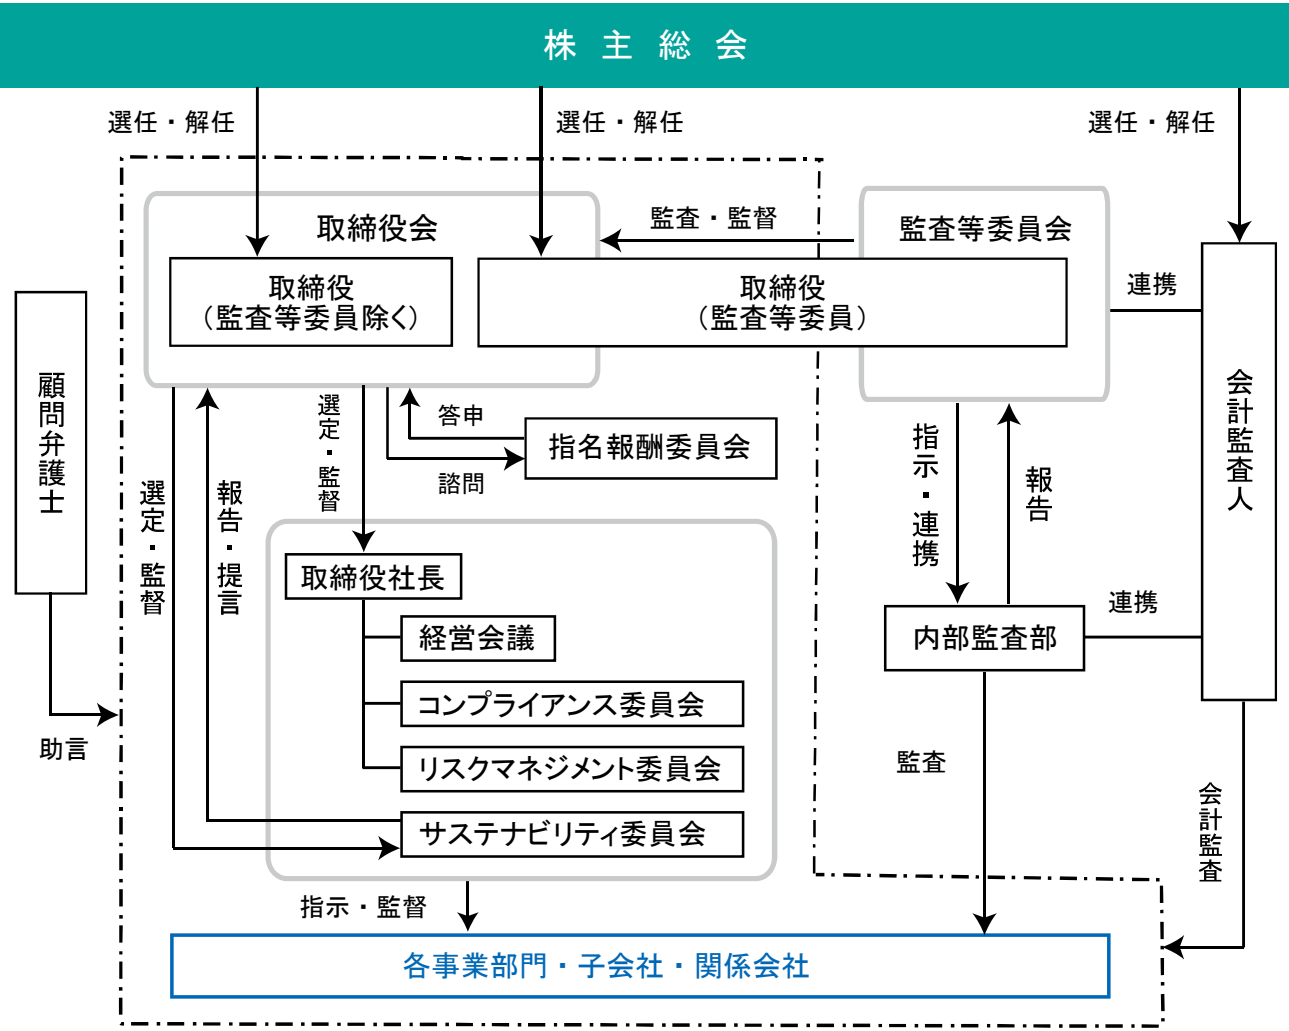 株主総会
選任・解任
選任・解任
選任・解任
取締役会
監査・監督
監査等委員会
取締役
（監査等委員除く）
取締役
（監査等委員）
連携
顧問弁護士
会計監査人
選定・監督
答申
指名報酬委員会
諮問
指示・連携
報告
選定・監督
報告・提言
取締役社長
経営会議
コンプライアンス委員会
リスクマネジメント委員会
サステナビリティ委員会
内部監査部
連携
助言
監査
会計監査
指示・監督
各事業部門・子会社・関係会社